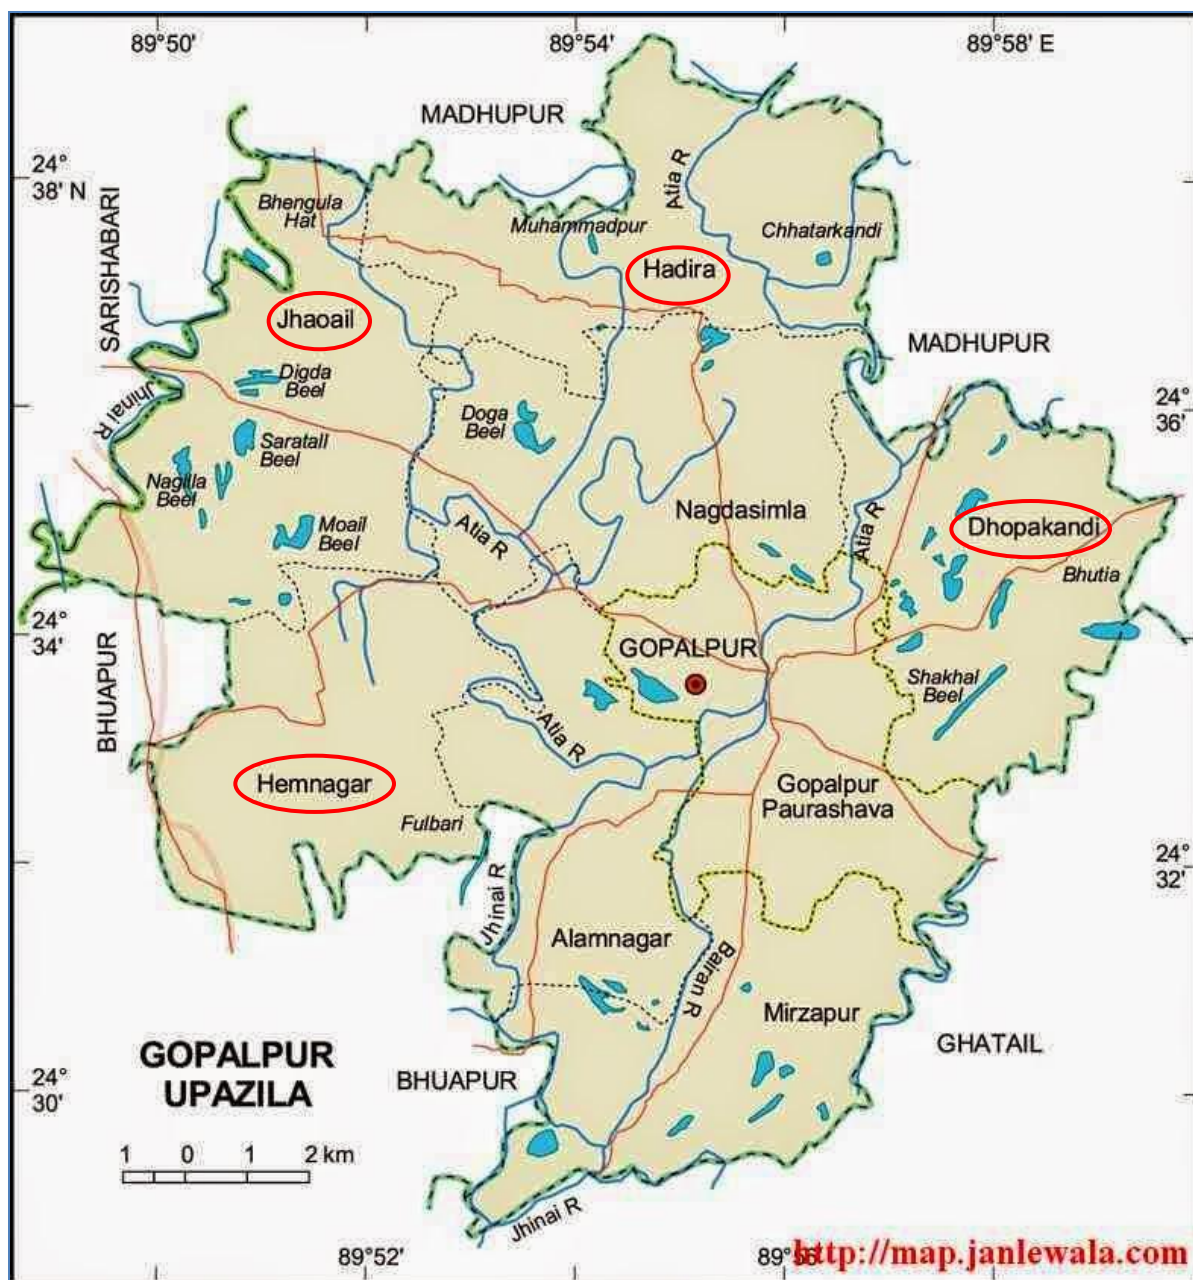 89°50'
89°54'
89°58' E
MADHUPUR
24°
38' N
SARISHABARI
Bhengula
Hat
Muhammadpur
Atia R
Chhatarkandi
Hadira
Jhaoail
MADHUPUR
Digda
Beel
Jhinai R
24°
36'
Doga
Beel
Saratall
Beel
Nagilla
Beel
Moail
Beel
Atia R
Nagdasimla
Atia R
Dhopakandi
Bhutia
24°
34'
BHUAPUR
GOPALPUR
Shakhal
Beel
Atia R
Hemnagar
Gopalpur
Paurashava
Fulbari
24°
32'
Jhinai R
Alamnagar
Bairan R
Mirzapur
GHATAIL
GOPALPUR
UPAZILA
BHUAPUR
24°
30'
1 0 1 2 km
Jhinai R
89°52'
89°56'
http://map.janlewala.com